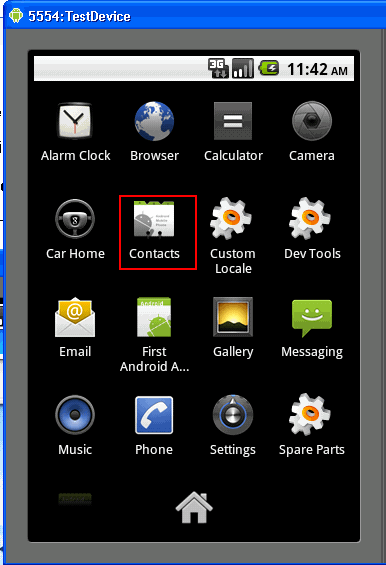 5554:TestDevice
3G 11:42 AM
Alarm Clock Browser Calculator Camera
Car Home Contacts Custom Locale Dev Tools
Email First Android A... Gallery Messaging
Music Phone Settings Spare Parts